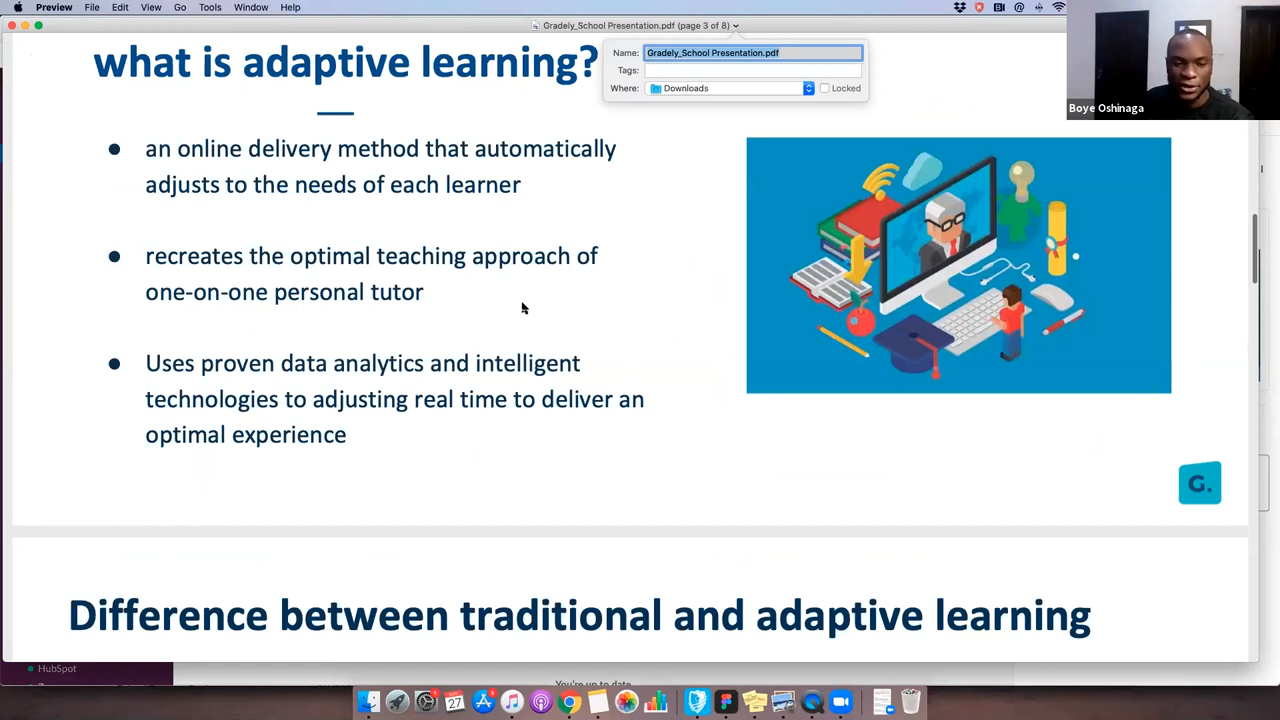 Preview File Edit View Go Tools Window Help
Gradely_School Presentation.pdf (page 3 of 8)
Name: Gradely_School Presentation.pdf
Tags:
Where: Downloads Locked
Boye Oshinaga
what is adaptive learning?
● an online delivery method that automatically
adjusts to the needs of each learner
● recreates the optimal teaching approach of
one-on-one personal tutor
● Uses proven data analytics and intelligent
technologies to adjusting real time to deliver an
optimal experience
G.
Difference between traditional and adaptive learning
HubSpot
You're up to date
27